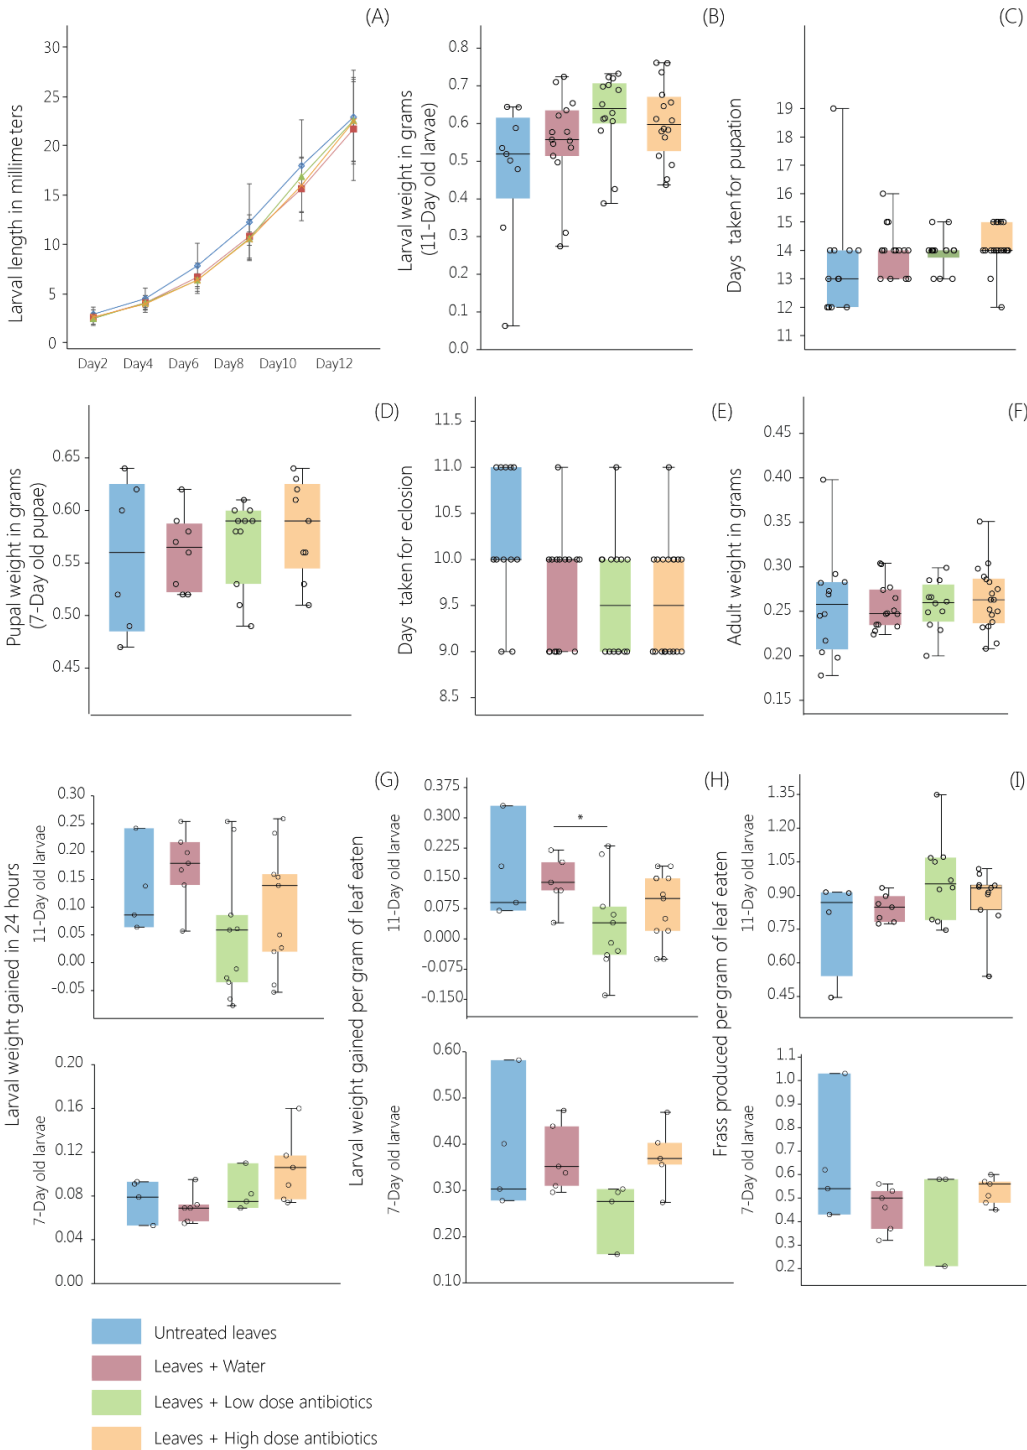 (A)
30
25
20
15
10
5
0
Larval length in millimeters
Day2 Day4 Day6 Day8 Day10 Day12
(B)
0.8
0.7
0.6
0.5
0.4
0.3
0.2
0.1
0.0
Larval weight in grams
(11-Day old larvae)
(C)
19
18
17
16
15
14
13
12
11
Days taken for pupation
(D)
0.65
0.60
0.55
0.50
0.45
Pupal weight in grams
(7-Day old pupae)
(E)
11.5
11.0
10.5
10.0
9.5
9.0
8.5
Days taken for eclosion
(F)
0.45
0.40
0.35
0.30
0.25
0.20
0.15
Adult weight in grams
(G)
0.30
0.25
0.20
0.15
0.10
0.05
0.00
-0.05
11-Day old larvae
Larval weight gained in 24 hours
0.20
0.16
0.12
0.08
0.04
0.00
7-Day old larvae
(H)
0.375
0.300
0.225
0.150
0.075
0.000
-0.075
-0.150
*
11-Day old larvae
Larval weight gained per gram of leaf eaten
0.60
0.50
0.40
0.30
0.20
0.10
7-Day old larvae
(I)
1.35
1.20
1.05
0.90
0.75
0.60
0.45
11-Day old larvae
Frass produced per gram of leaf eaten
1.1
1.0
0.9
0.8
0.7
0.6
0.5
0.4
0.3
0.2
7-Day old larvae
Untreated leaves
Leaves + Water
Leaves + Low dose antibiotics
Leaves + High dose antibiotics